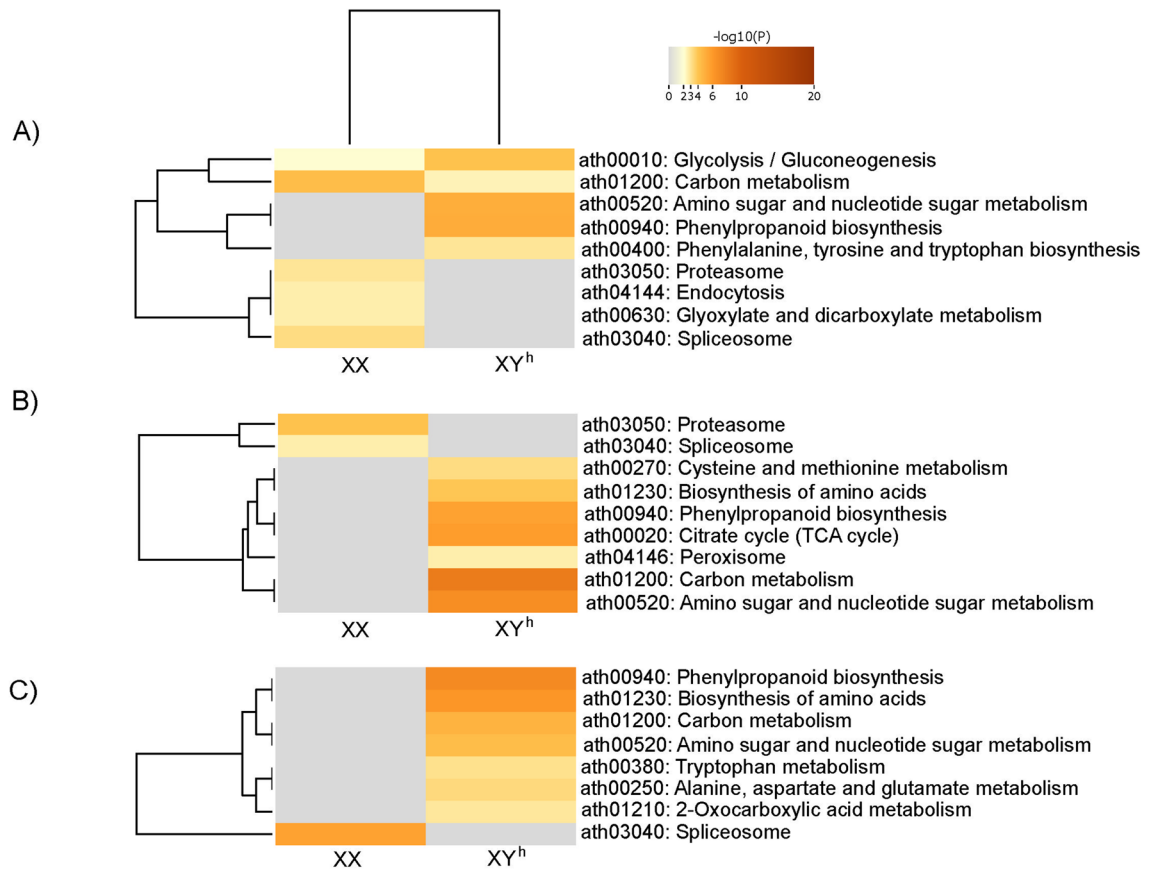 -log10(P)
0 2 3 4 6 10 20
A)
ath00010: Glycolysis / Gluconeogenesis
ath01200: Carbon metabolism
ath00520: Amino sugar and nucleotide sugar metabolism
ath00940: Phenylpropanoid biosynthesis
ath00400: Phenylalanine, tyrosine and tryptophan biosynthesis
ath03050: Proteasome
ath04144: Endocytosis
ath00630: Glyoxylate and dicarboxylate metabolism
ath03040: Spliceosome
XX XYʰ
B)
ath03050: Proteasome
ath03040: Spliceosome
ath00270: Cysteine and methionine metabolism
ath01230: Biosynthesis of amino acids
ath00940: Phenylpropanoid biosynthesis
ath00020: Citrate cycle (TCA cycle)
ath04146: Peroxisome
ath01200: Carbon metabolism
ath00520: Amino sugar and nucleotide sugar metabolism
XX XYʰ
C)
ath00940: Phenylpropanoid biosynthesis
ath01230: Biosynthesis of amino acids
ath01200: Carbon metabolism
ath00520: Amino sugar and nucleotide sugar metabolism
ath00380: Tryptophan metabolism
ath00250: Alanine, aspartate and glutamate metabolism
ath01210: 2-Oxocarboxylic acid metabolism
ath03040: Spliceosome
XX XYʰ